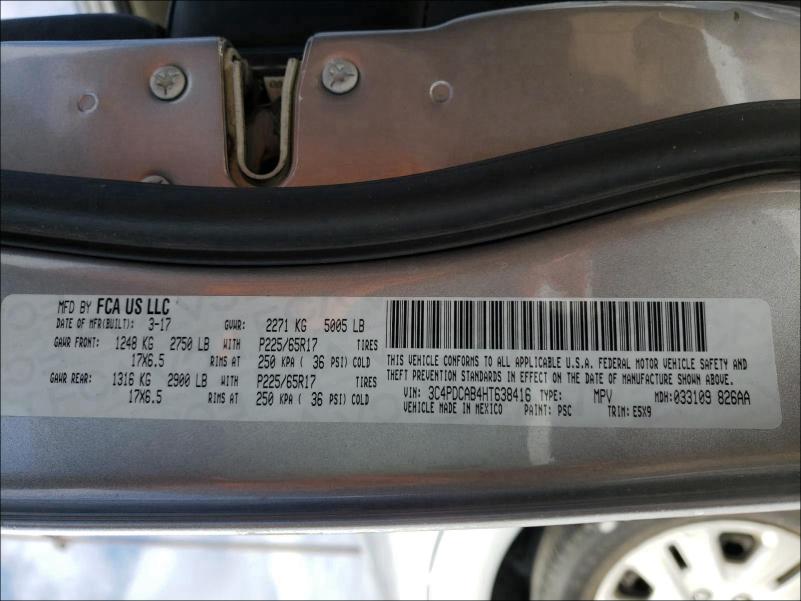 MFD BY FCA US LLC
DATE OF MFR(BUILT): 3-17 GVWR: 2271 KG 5005 LB
GAWR FRONT: 1248 KG 2750 LB WITH P225/65R17 TIRES
17X6.5 RIMS AT 250 KPA ( 36 PSI) COLD
GAWR REAR: 1316 KG 2900 LB WITH P225/65R17 TIRES
17X6.5 RIMS AT 250 KPA ( 36 PSI) COLD
THIS VEHICLE CONFORMS TO ALL APPLICABLE U.S.A. FEDERAL MOTOR VEHICLE SAFETY AND
THEFT PREVENTION STANDARDS IN EFFECT ON THE DATE OF MANUFACTURE SHOWN ABOVE.
VIN: 3C4PDCAB4HT638416 TYPE: MPV MDH: 033109 826AA
VEHICLE MADE IN MEXICO PAINT: PSC TRIM: E5X9